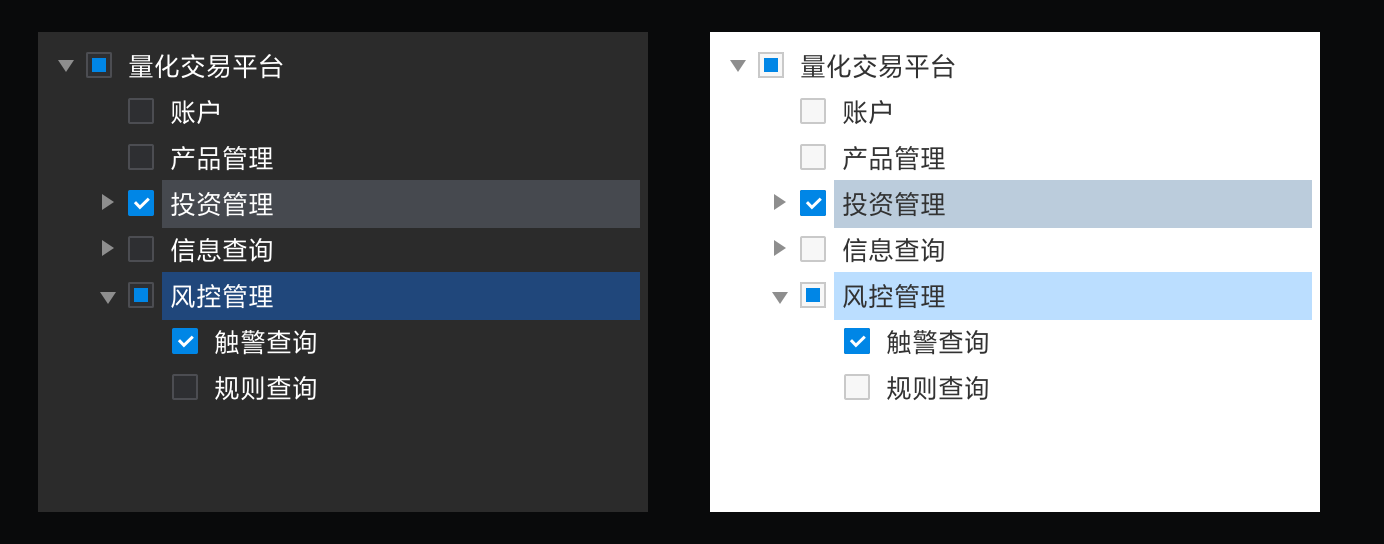 量化交易平台
账户
产品管理
投资管理
信息查询
风控管理
触警查询
规则查询
量化交易平台
账户
产品管理
投资管理
信息查询
风控管理
触警查询
规则查询